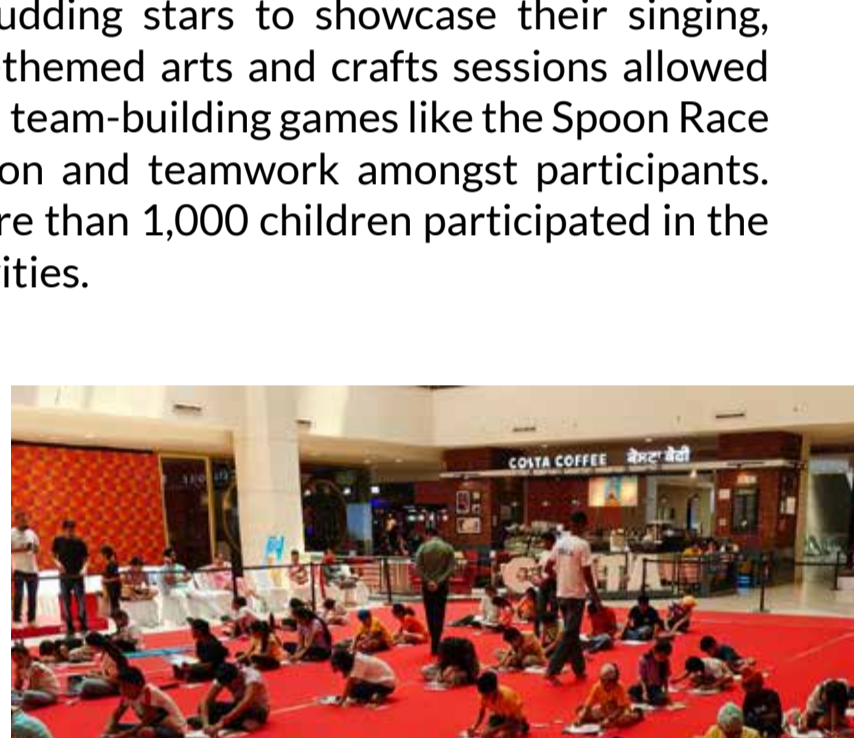 udding stars to showcase their singing,
themed arts and crafts sessions allowed
team-building games like the Spoon Race
on and teamwork amongst participants.
re than 1,000 children participated in the
ities.
COSTA COFFEE